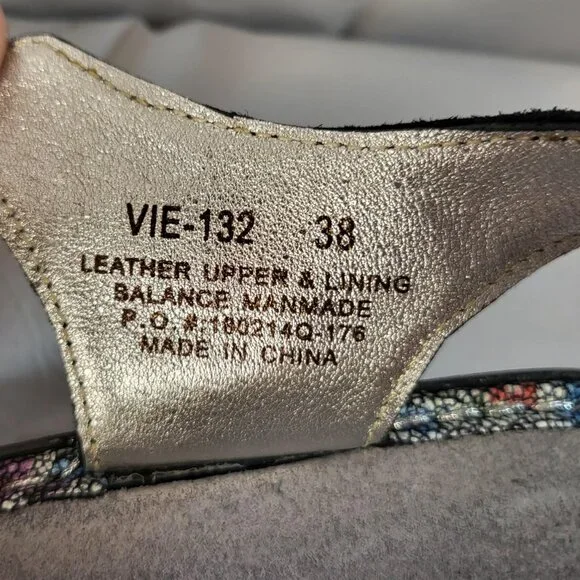 VIE-132 38
LEATHER UPPER & LINING
BALANCE MANMADE
P.O.#:180214Q-176
MADE IN CHINA